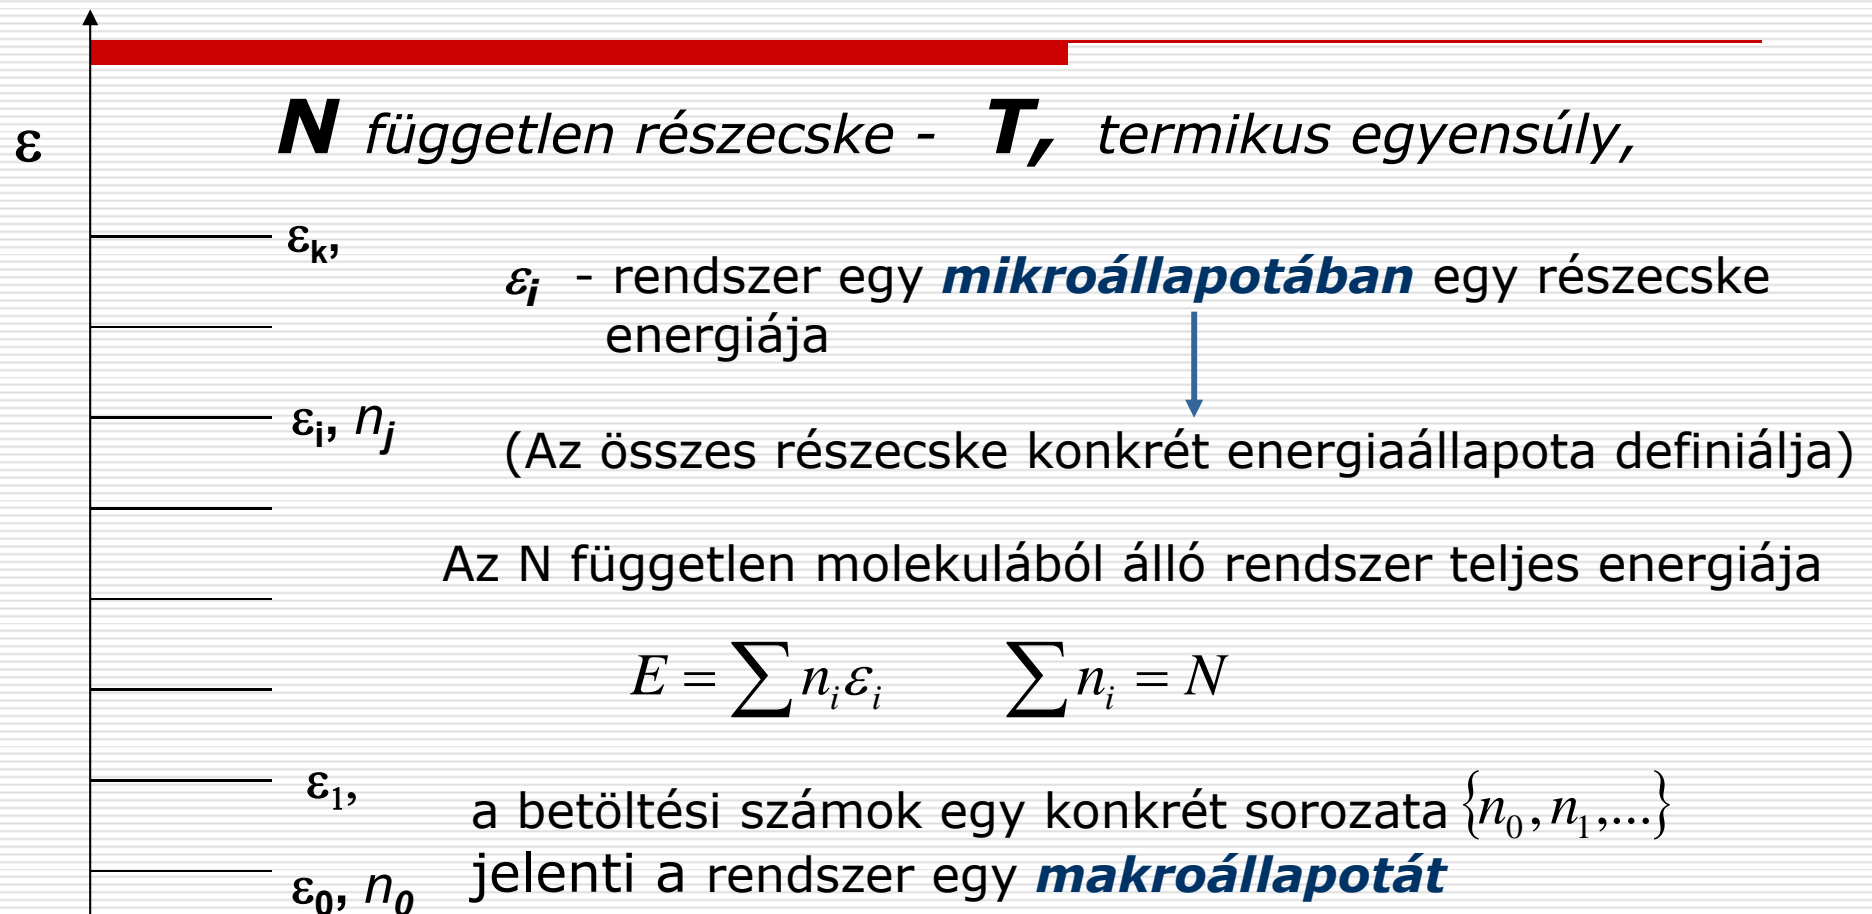 ε
N független részecske - T, termikus egyensúly,
εk,
εi - rendszer egy mikroállapotában egy részecske
energiája
εi, nj
(Az összes részecske konkrét energiaállapota definiálja)
Az N független molekulából álló rendszer teljes energiája
E = ∑ niεi ∑ ni = N
ε1,
a betöltési számok egy konkrét sorozata {n0, n1,...}
ε0, n0
jelenti a rendszer egy makroállapotát